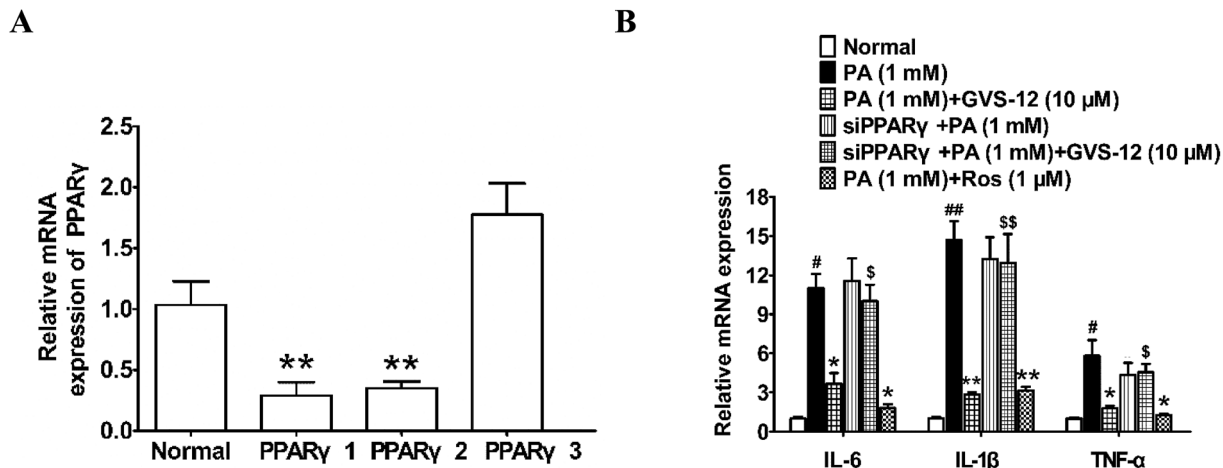 A
Relative mRNA
expression of PPARγ
2.5
2.0
1.5
1.0
0.5
0.0
**
**
Normal PPARγ 1 PPARγ 2 PPARγ 3
B
Normal
PA (1 mM)
PA (1 mM)+GVS-12 (10 μM)
siPPARγ +PA (1 mM)
siPPARγ +PA (1 mM)+GVS-12 (10 μM)
PA (1 mM)+Ros (1 μM)
Relative mRNA expression
18
15
12
9
6
3
0
#
*
$
*
##
**
$$
**
#
*
$
*
IL-6 IL-1ß TNF-α